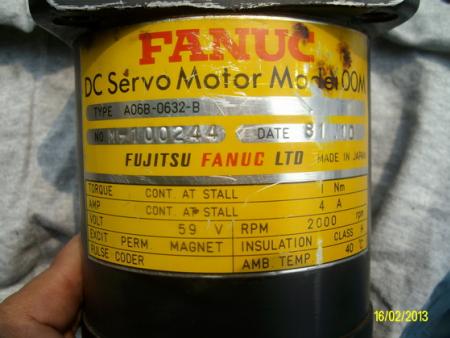 FANUC
DC Servo Motor Model 00M
TYPE A06B-0632-B
NO. M-100244 DATE 81.10
FUJITSU FANUC LTD MADE IN JAPAN
TORQUE CONT. AT STALL 1 Nm
AMP CONT. AT STALL 4 A
VOLT 59 V RPM 2000 rpm
EXCIT PERM MAGNET INSULATION CLASS
PULSE CODER AMB TEMP 40 °C
16/02/2013